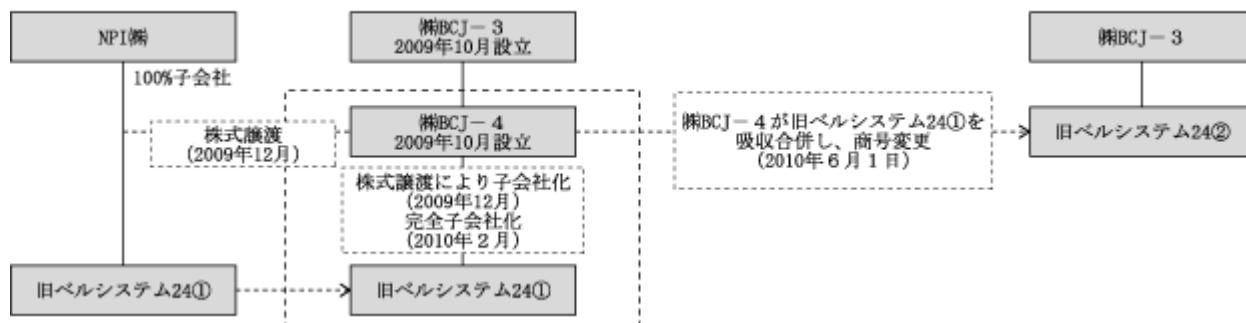 NPI㈱
100%子会社
旧ベルシステム24①
株式譲渡
(2009年12月)
㈱BCJ-3
2009年10月設立
㈱BCJ-4
2009年10月設立
株式譲渡により子会社化
(2009年12月)
完全子会社化
(2010年2月)
旧ベルシステム24①
㈱BCJ-4が旧ベルシステム24①を
吸収合併し、商号変更
(2010年6月1日)
㈱BCJ-3
旧ベルシステム24②